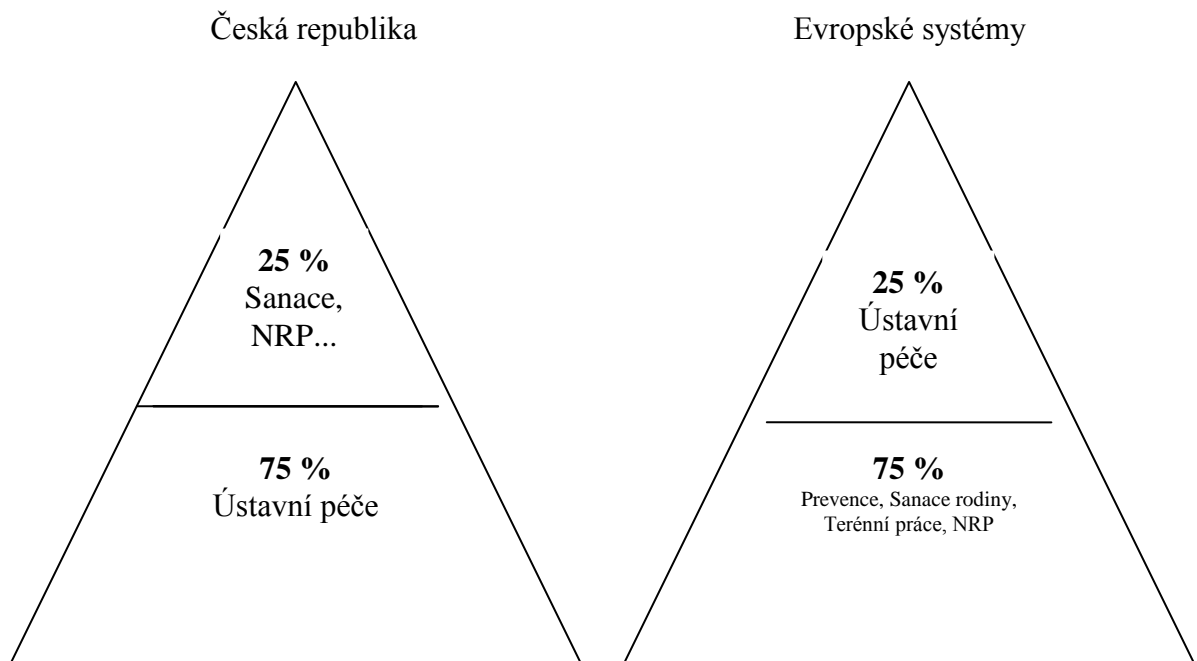 Česká republika
25 %
Sanace,
NRP...
75 %
Ústavní péče
Evropské systémy
25 %
Ústavní
péče
75 %
Prevence, Sanace rodiny,
Terénní práce, NRP